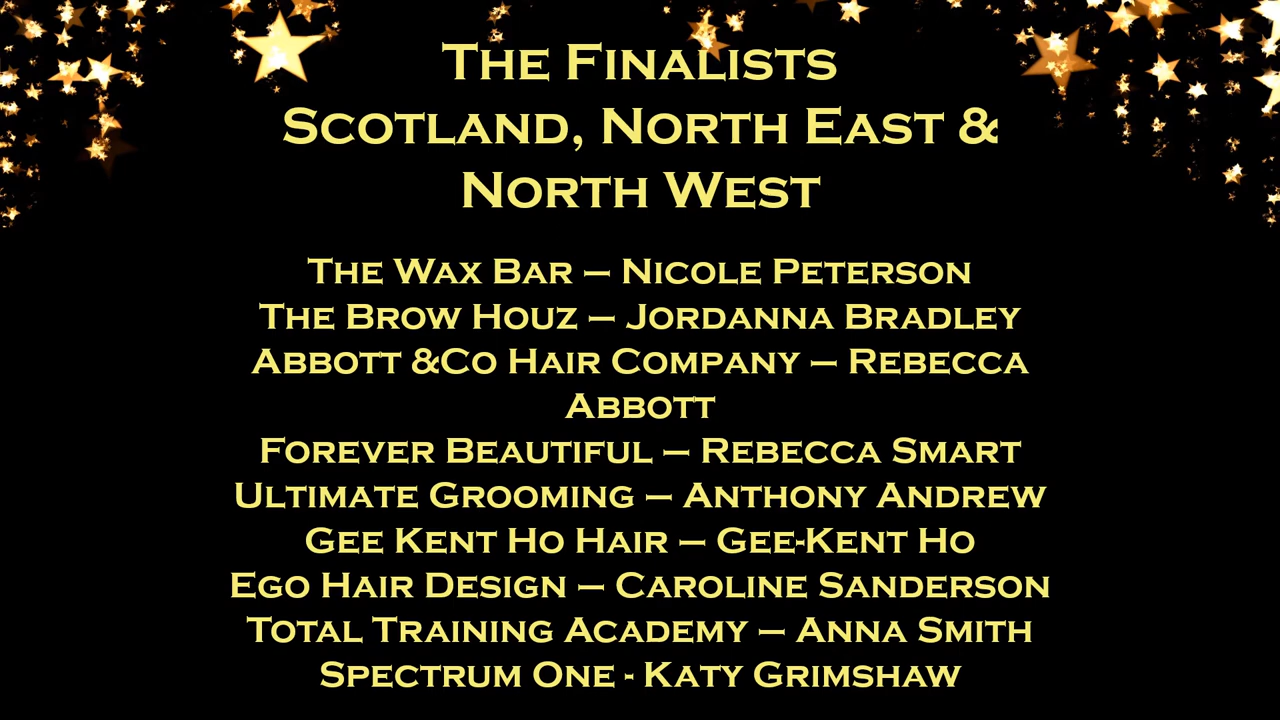 The Finalists
Scotland, North East &
North West
The Wax Bar – Nicole Peterson
The Brow Houz – Jordanna Bradley
Abbott &Co Hair Company – Rebecca
Abbott
Forever Beautiful – Rebecca Smart
Ultimate Grooming – Anthony Andrew
Gee Kent Ho Hair – Gee-Kent Ho
Ego Hair Design – Caroline Sanderson
Total Training Academy – Anna Smith
Spectrum One - Katy Grimshaw